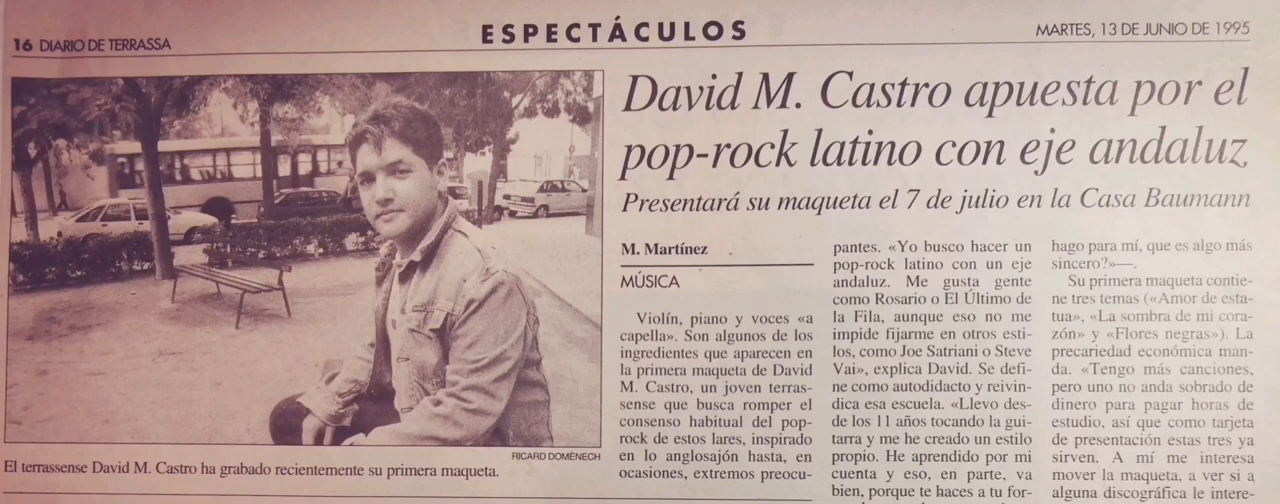 16 DIARIO DE TERRASSA
ESPECTÁCULOS
MARTES, 13 DE JUNIO DE 1995
David M. Castro apuesta por el
pop-rock latino con eje andaluz
Presentará su maqueta el 7 de julio en la Casa Baumann
RICARD DOMÈNECH
El terrassense David M. Castro ha grabado recientemente su primera maqueta.
M. Martínez
MÚSICA
Violín, piano y voces «a
capella». Son algunos de los
ingredientes que aparecen en
la primera maqueta de David
M. Castro, un joven terras-
sense que busca romper el
consenso habitual del pop-
rock de estos lares, inspirado
en lo anglosajón hasta, en
ocasiones, extremos preocu-
pantes. «Yo busco hacer un
pop-rock latino con un eje
andaluz. Me gusta gente
como Rosario o El Último de
la Fila, aunque eso no me
impide fijarme en otros esti-
los, como Joe Satriani o Steve
Vai», explica David. Se defi-
ne como autodidacto y reivin-
dica esa escuela. «Llevo des-
de los 11 años tocando la gui-
tarra y me he creado un estilo
propio. He aprendido por mi
cuenta y eso, en parte, va
bien, porque te haces a tu for-
hago para mí, que es algo más
sincero?»—.
Su primera maqueta contie-
ne tres temas («Amor de esta-
tua», «La sombra de mi cora-
zón» y «Flores negras»). La
precariedad económica man-
da. «Tengo más canciones,
pero uno no anda sobrado de
dinero para pagar horas de
estudio, así que como tarjeta
de presentación estas tres ya
sirven. A mí me interesa
mover la maqueta, a ver si a
alguna discográfica le intere-